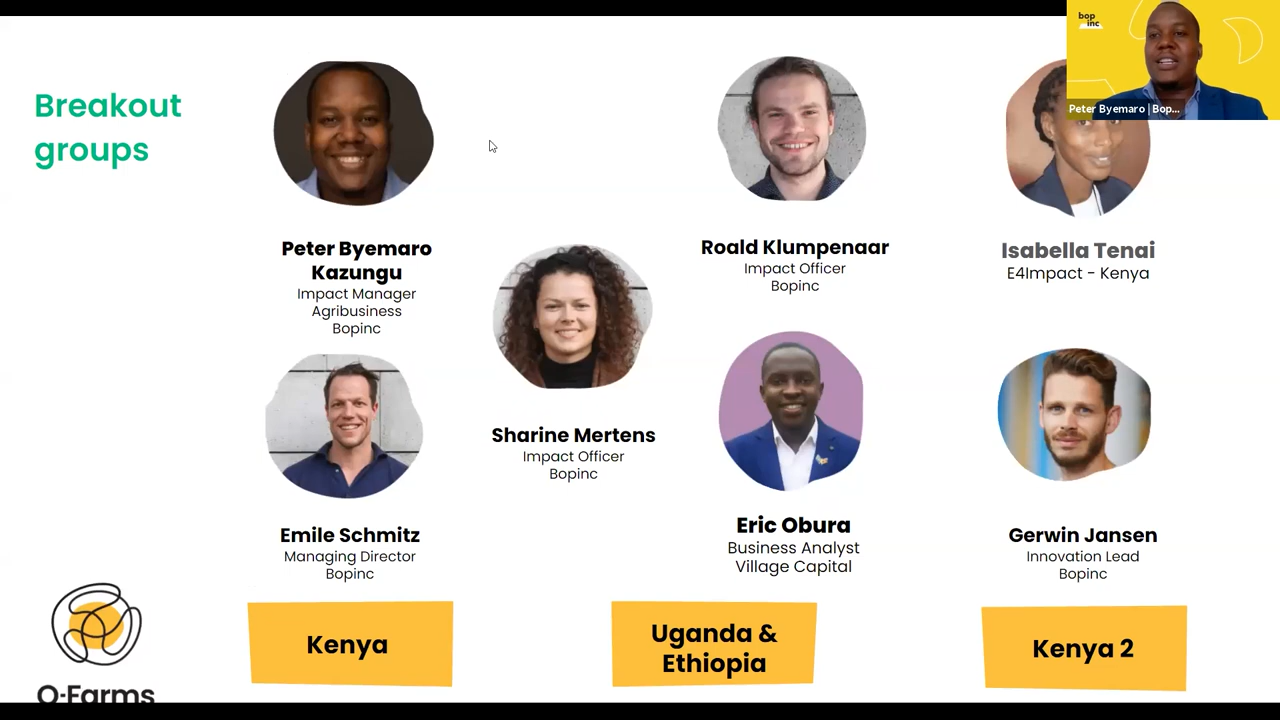 Breakout
groups
bop
inc
Peter Byemaro | Bop...
Peter Byemaro
Kazungu
Impact Manager
Agribusiness
Bopinc
Emile Schmitz
Managing Director
Bopinc
Kenya
Sharine Mertens
Impact Officer
Bopinc
Roald Klumpenaar
Impact Officer
Bopinc
Eric Obura
Business Analyst
Village Capital
Uganda &
Ethiopia
Isabella Tenai
E4Impact - Kenya
Gerwin Jansen
Innovation Lead
Bopinc
Kenya 2
O-Farms